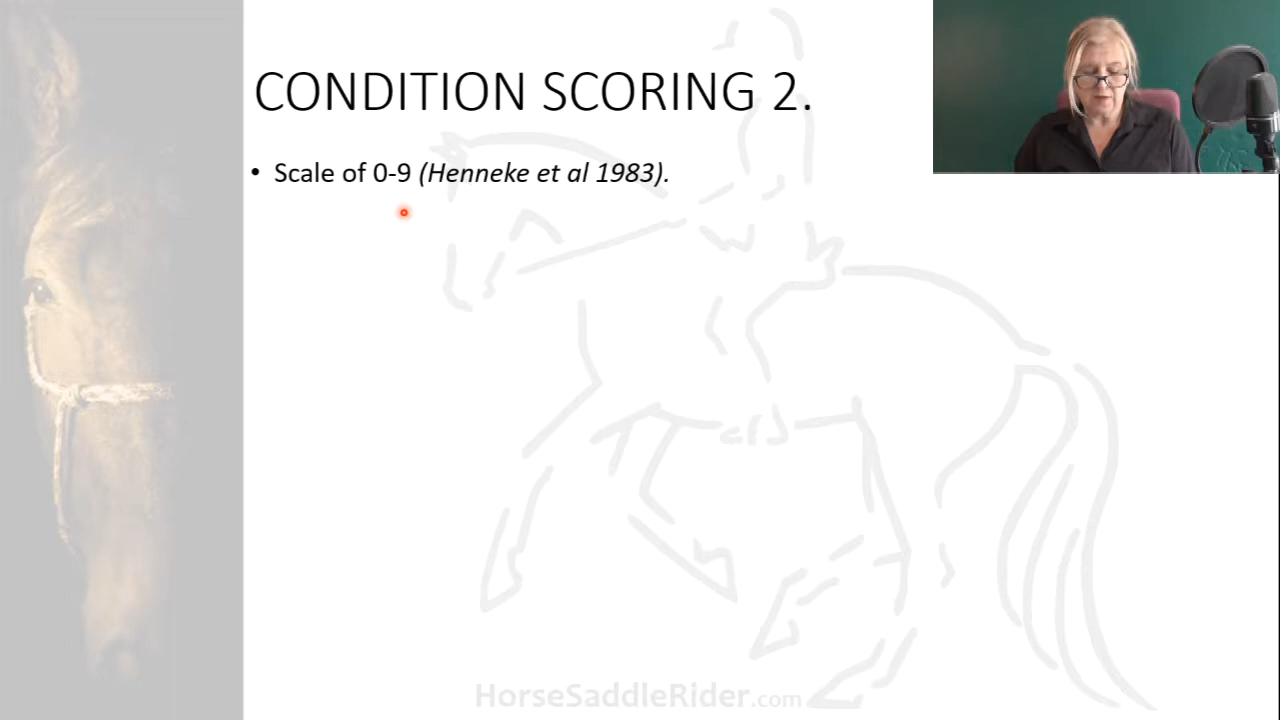 CONDITION SCORING 2.
• Scale of 0-9 (Henneke et al 1983).
HorseSaddleRider.com